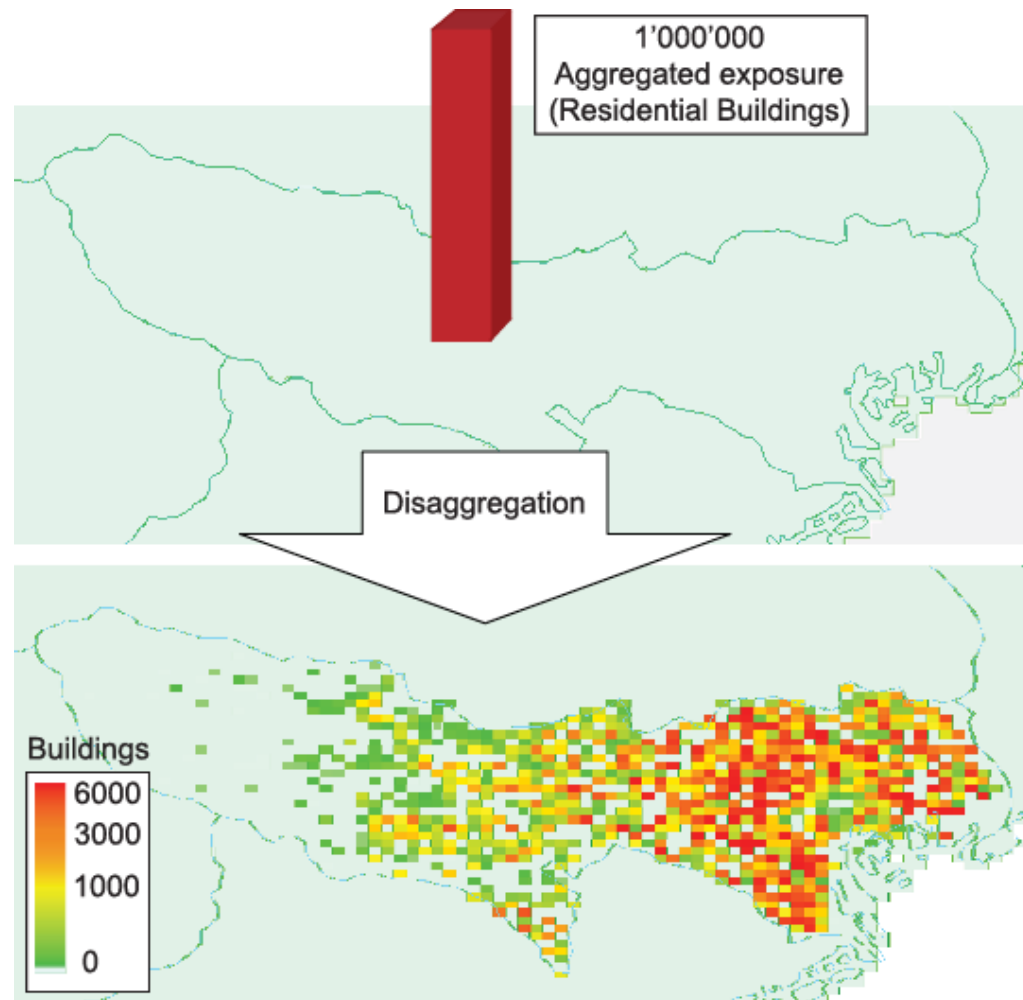 1’000’000
Aggregated exposure
(Residential Buildings)
Disaggregation
Buildings
6000
3000
1000
0